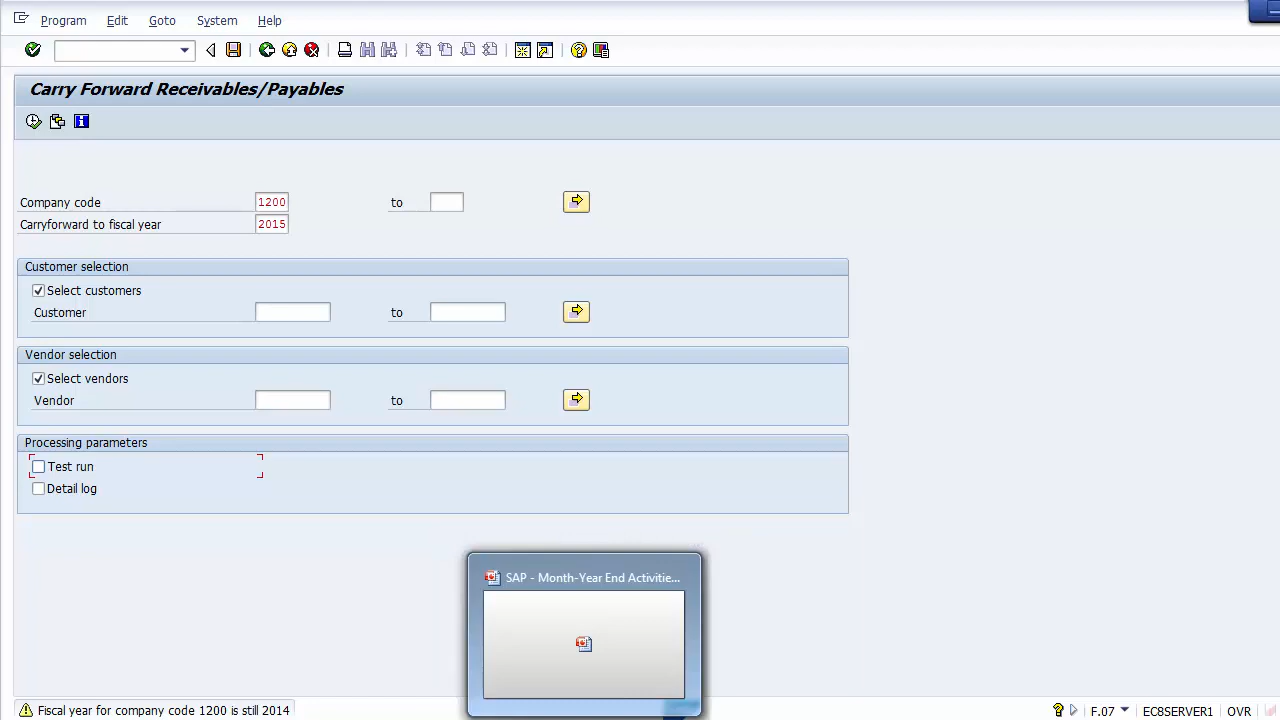 Program Edit Goto System Help
Carry Forward Receivables/Payables
Company code 1200 to
Carryforward to fiscal year 2015
Customer selection
Select customers
Customer to
Vendor selection
Select vendors
Vendor to
Processing parameters
Test run
Detail log
SAP - Month-Year End Activitie...
Fiscal year for company code 1200 is still 2014 F.07 EC8SERVER1 OVR